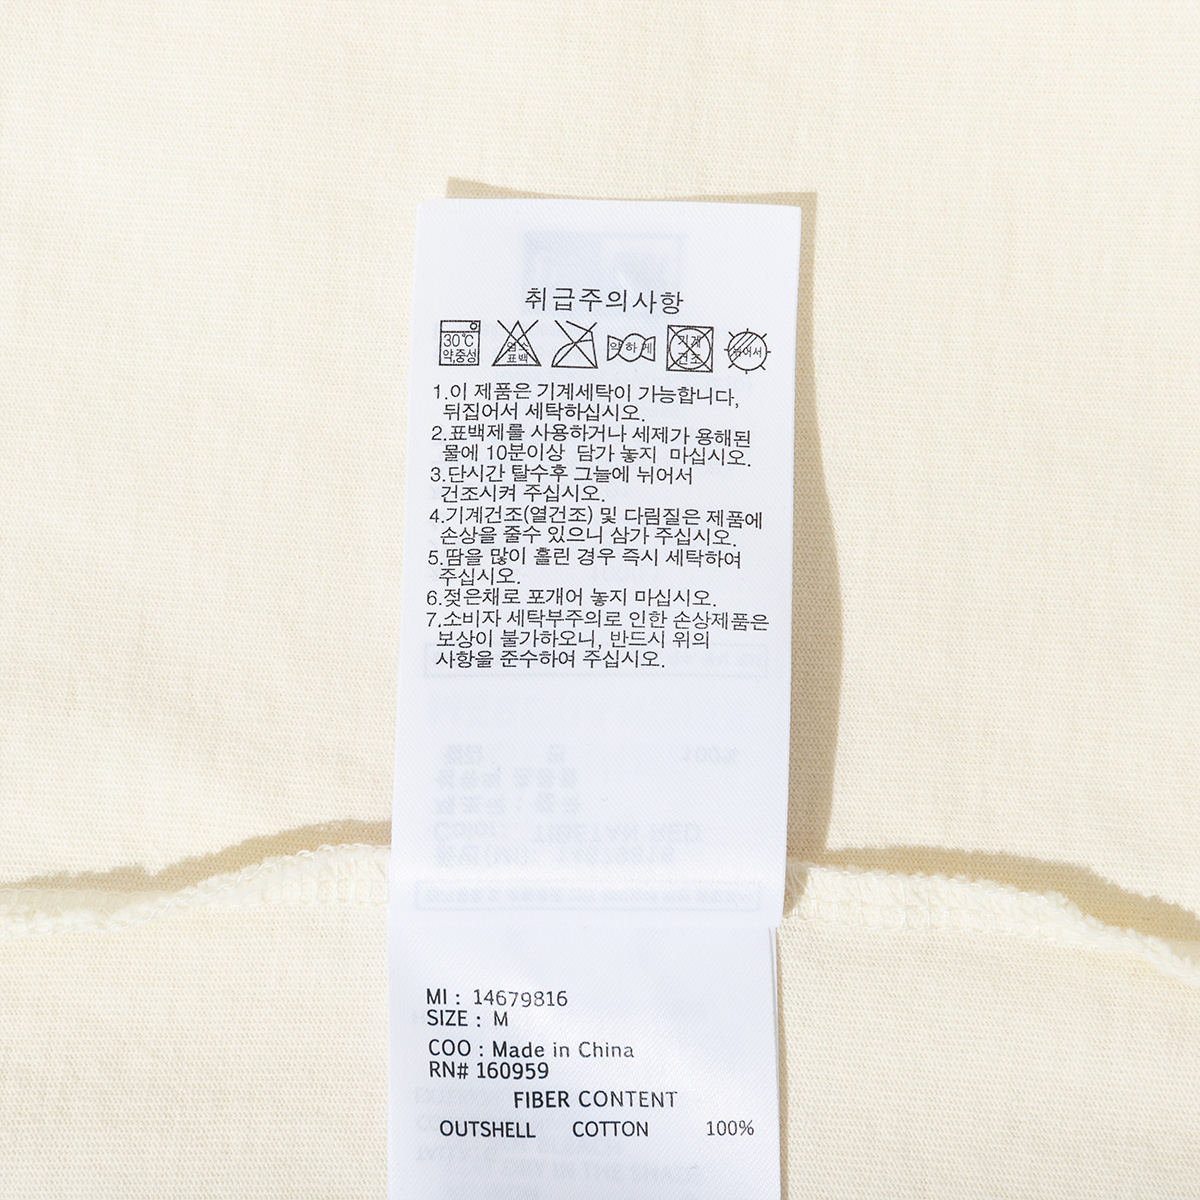 취급주의사항
30℃ 약,중성
염소 표백
약하게
기계 건조
뉘어서
1.이 제품은 기계세탁이 가능합니다,
뒤집어서 세탁하십시오.
2.표백제를 사용하거나 세제가 용해된
물에 10분이상 담가 놓지 마십시오.
3.단시간 탈수후 그늘에 뉘어서
건조시켜 주십시오.
4.기계건조(열건조) 및 다림질은 제품에
손상을 줄수 있으니 삼가 주십시오.
5.땀을 많이 흘린 경우 즉시 세탁하여
주십시오.
6.젖은채로 포개어 놓지 마십시오.
7.소비자 세탁부주의로 인한 손상제품은
보상이 불가하오니, 반드시 위의
사항을 준수하여 주십시오.
MI : 14679816
SIZE : M
COO : Made in China
RN# 160959
FIBER CONTENT
OUTSHELL COTTON 100%